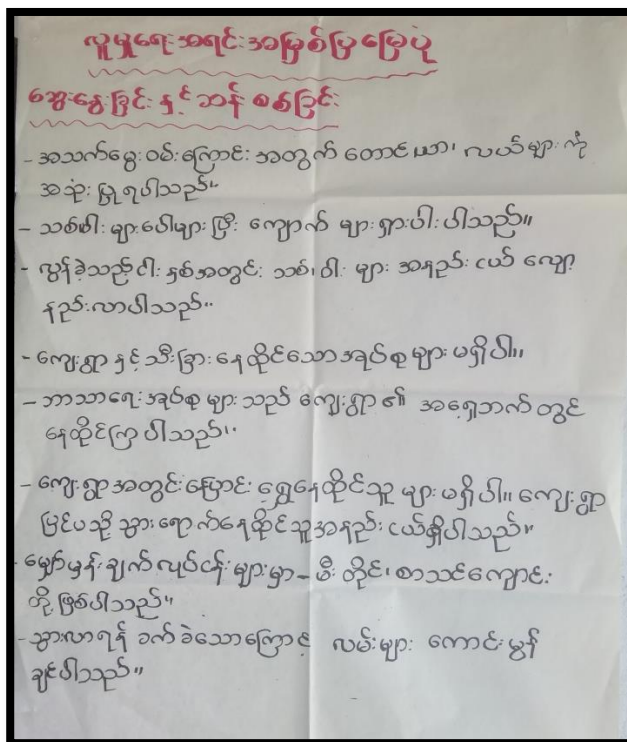 လူမှုရေးအရင်းအမြစ်ပြမြေပုံ
ဆွေးနွေးခြင်းနှင့်ဘန်စစ်ခြင်း
- အသက်မွေးဝမ်းကြောင်းအတွက် တောင်ယာ၊ လယ်များကို
အသုံးပြုရပါသည်။
- သစ်ဝါးများပေါများပြီး ကျောက်များရှားပါးပါသည်။
- လွန်ခဲ့သည့်ငါးနှစ်အတွင်း သစ်၊ဝါးများ အနည်းငယ် လျော့
နည်းလာပါသည်။
- ကျေးရွာနှင့်သီးခြားနေထိုင်သောအုပ်စုများမရှိပါ။
- ဘာသာရေးအုပ်စုများသည် ကျေးရွာ၏ အရှေ့ဘက်တွင်
နေထိုင်ကြပါသည်။
- ကျေးရွာအတွင်းပြောင်းရွှေ့နေထိုင်သူများမရှိပါ။ ကျေးရွာ
ပြင်ပသို့သွားရောက်နေထိုင်သူအနည်းငယ်ရှိပါသည်။
- မျှော်မှန်းချက်လုပ်ငန်းများမှာ - မီးတိုင်၊ စာသင်ကျောင်း
တို့ဖြစ်ပါသည်။
- သွားလာရန်ခက်ခဲသောကြောင့် လမ်းများ ကောင်းမွန်
ချင်ပါသည်။